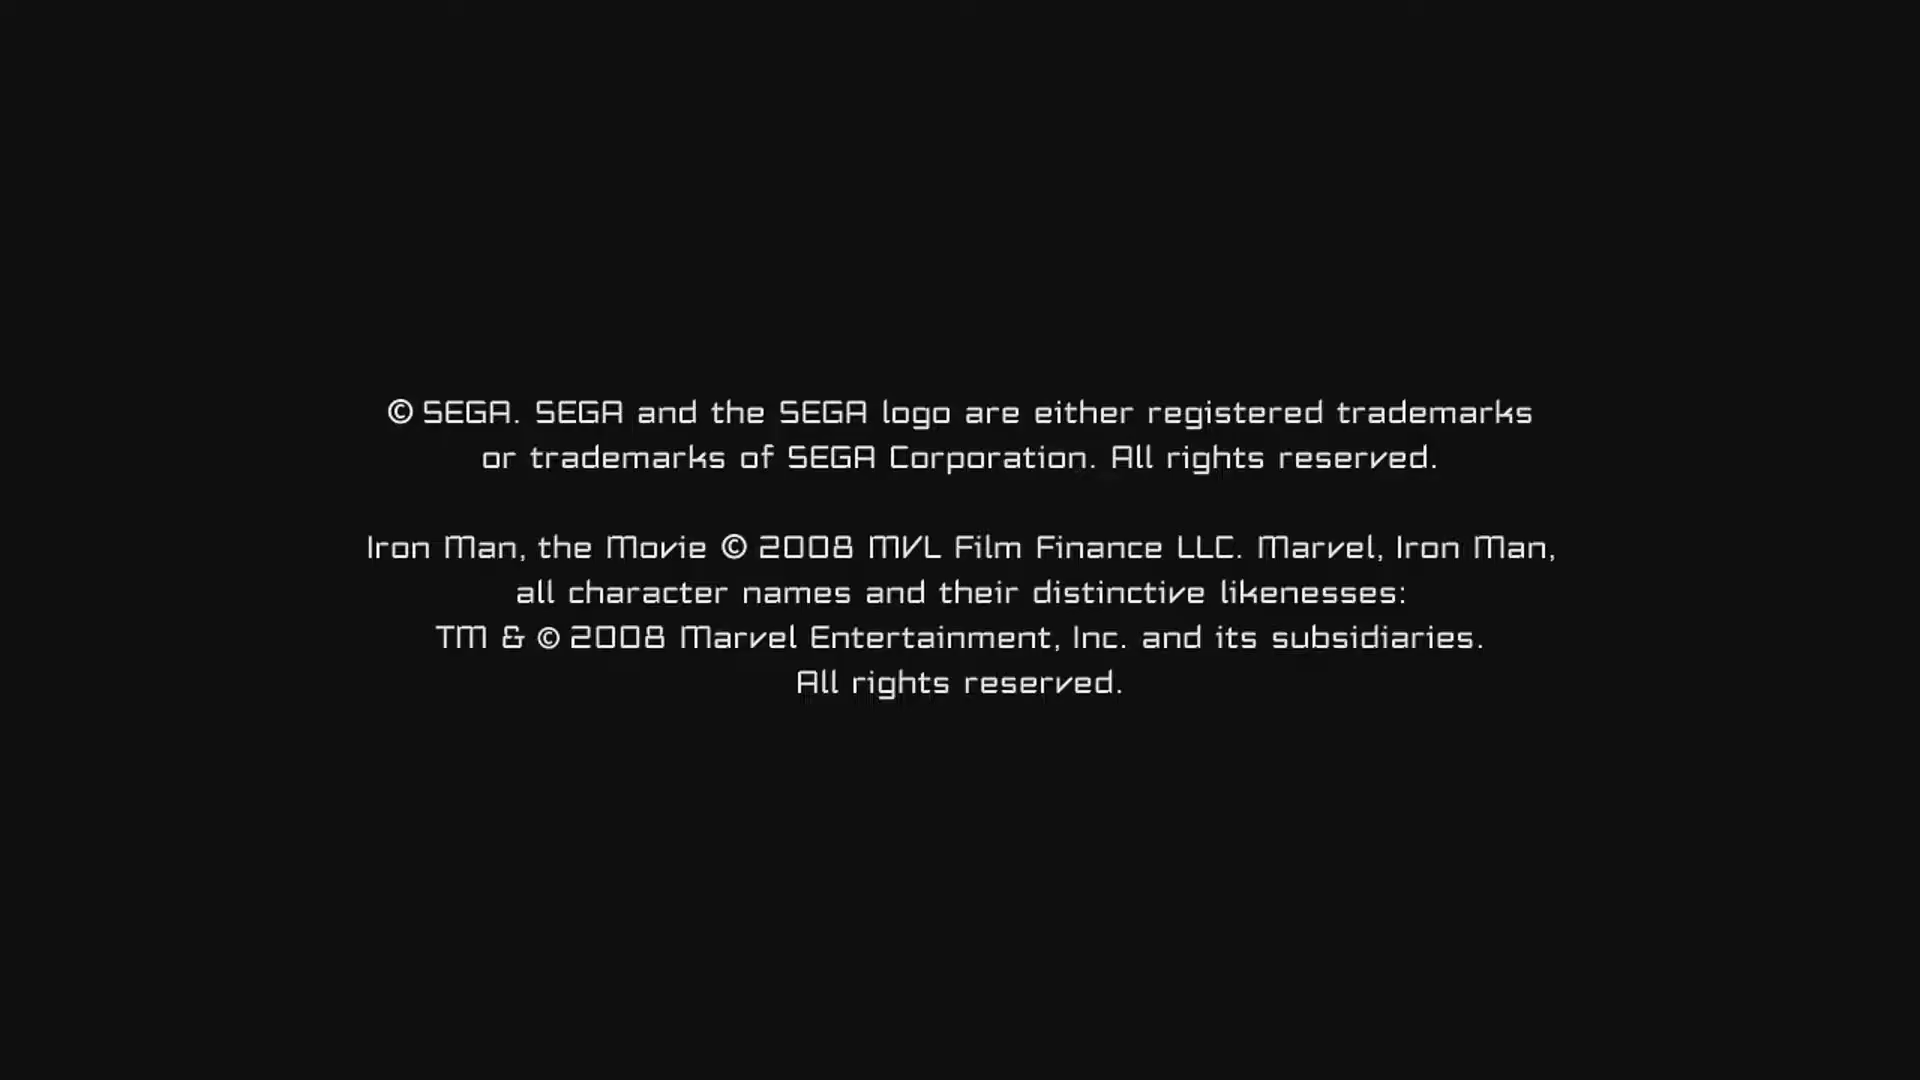 © SEGA. SEGA and the SEGA logo are either registered trademarks
or trademarks of SEGA Corporation. All rights reserved.
Iron Man, the Movie © 2008 MVL Film Finance LLC. Marvel, Iron Man,
all character names and their distinctive likenesses:
TM & © 2008 Marvel Entertainment, Inc. and its subsidiaries.
All rights reserved.